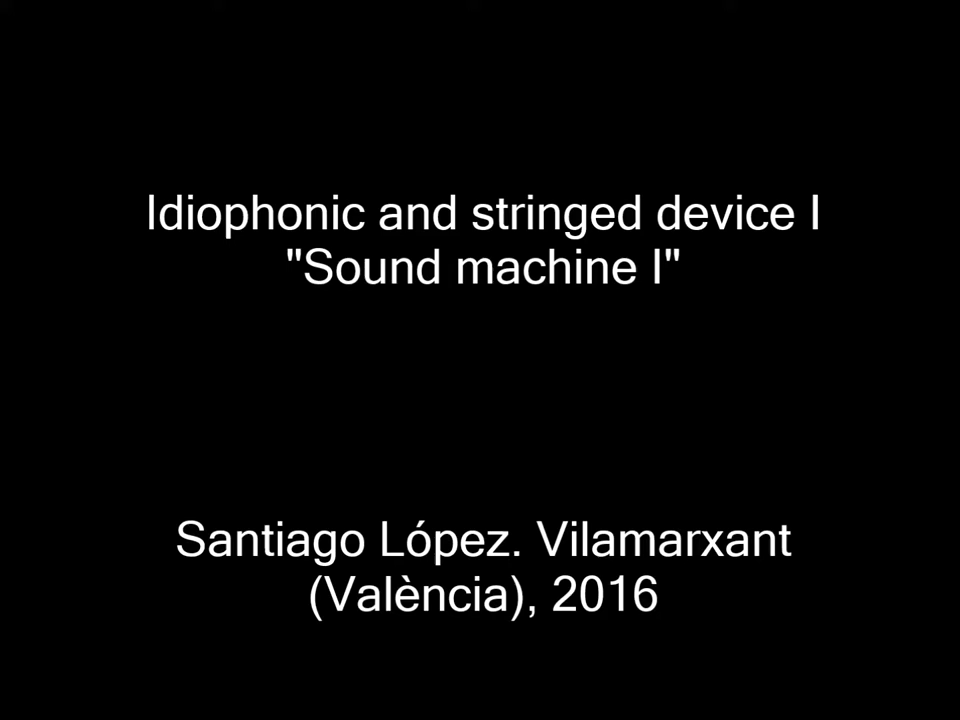 Idiophonic and stringed device I
"Sound machine I"
Santiago López. Vilamarxant
(València), 2016